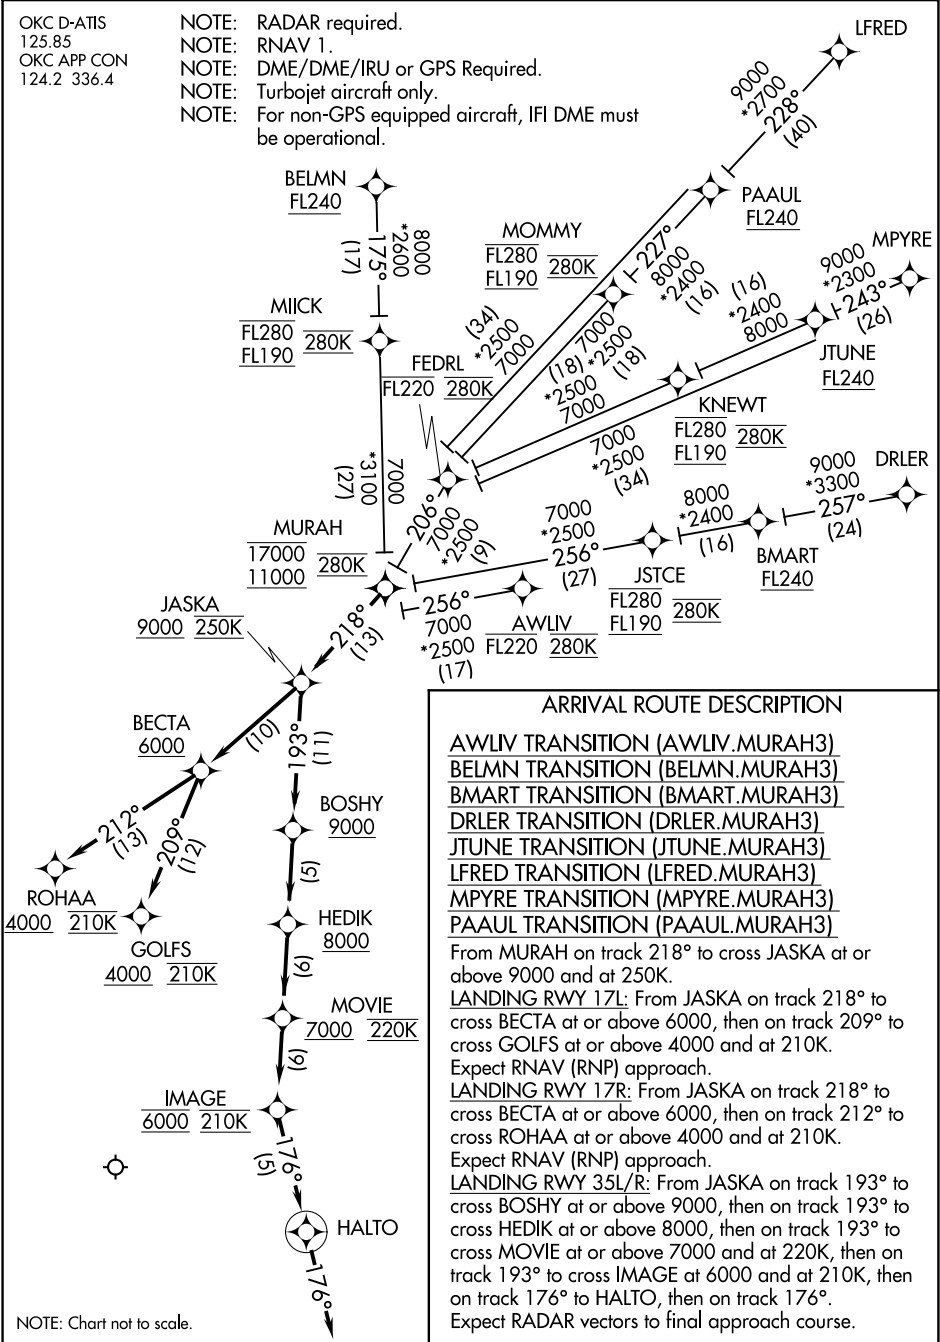 OKC D-ATIS
125.85
OKC APP CON
124.2 336.4
NOTE: RADAR required.
NOTE: RNAV 1.
NOTE: DME/DME/IRU or GPS Required.
NOTE: Turbojet aircraft only.
NOTE: For non-GPS equipped aircraft, IFI DME must
be operational.
LFRED
9000
*2700
228°
(40)
PAAUL
FL240
BELMN
FL240
8000
*2600
175°
(17)
MOMMY
FL280
FL190
280K
227°
8000
*2400
(16)
MPYRE
9000
*2300
243°
(26)
MIICK
FL280
FL190
280K
(34)
*2500
7000
7000
*2500
(18)
(16)
*2400
8000
JTUNE
FL240
FEDRL
FL220 280K
(18)
*2500
7000
KNEWT
FL280
FL190
280K
7000
*2500
(34)
7000
*3100
(27)
DRLER
9000
*3300
257°
(24)
206°
7000
*2500
(9)
7000
*2500
256°
(27)
8000
*2400
(16)
BMART
FL240
MURAH
17000
11000
280K
JSTCE
FL280
FL190
280K
JASKA
9000 250K
218°
(13)
256°
7000
*2500
(17)
AWLIV
FL220 280K
BECTA
6000
(10)
193°
(11)
212°
(13)
209°
(12)
BOSHY
9000
(5)
ROHAA
4000 210K
GOLFS
4000 210K
HEDIK
8000
(6)
MOVIE
7000 220K
(6)
IMAGE
6000 210K
176°
(5)
HALTO
176°
NOTE: Chart not to scale.
ARRIVAL ROUTE DESCRIPTION
AWLIV TRANSITION (AWLIV.MURAH3)
BELMN TRANSITION (BELMN.MURAH3)
BMART TRANSITION (BMART.MURAH3)
DRLER TRANSITION (DRLER.MURAH3)
JTUNE TRANSITION (JTUNE.MURAH3)
LFRED TRANSITION (LFRED.MURAH3)
MPYRE TRANSITION (MPYRE.MURAH3)
PAAUL TRANSITION (PAAUL.MURAH3)
From MURAH on track 218° to cross JASKA at or
above 9000 and at 250K.
LANDING RWY 17L: From JASKA on track 218° to
cross BECTA at or above 6000, then on track 209° to
cross GOLFS at or above 4000 and at 210K.
Expect RNAV (RNP) approach.
LANDING RWY 17R: From JASKA on track 218° to
cross BECTA at or above 6000, then on track 212° to
cross ROHAA at or above 4000 and at 210K.
Expect RNAV (RNP) approach.
LANDING RWY 35L/R: From JASKA on track 193° to
cross BOSHY at or above 9000, then on track 193° to
cross HEDIK at or above 8000, then on track 193° to
cross MOVIE at or above 7000 and at 220K, then on
track 193° to cross IMAGE at 6000 and at 210K, then
on track 176° to HALTO, then on track 176°.
Expect RADAR vectors to final approach course.